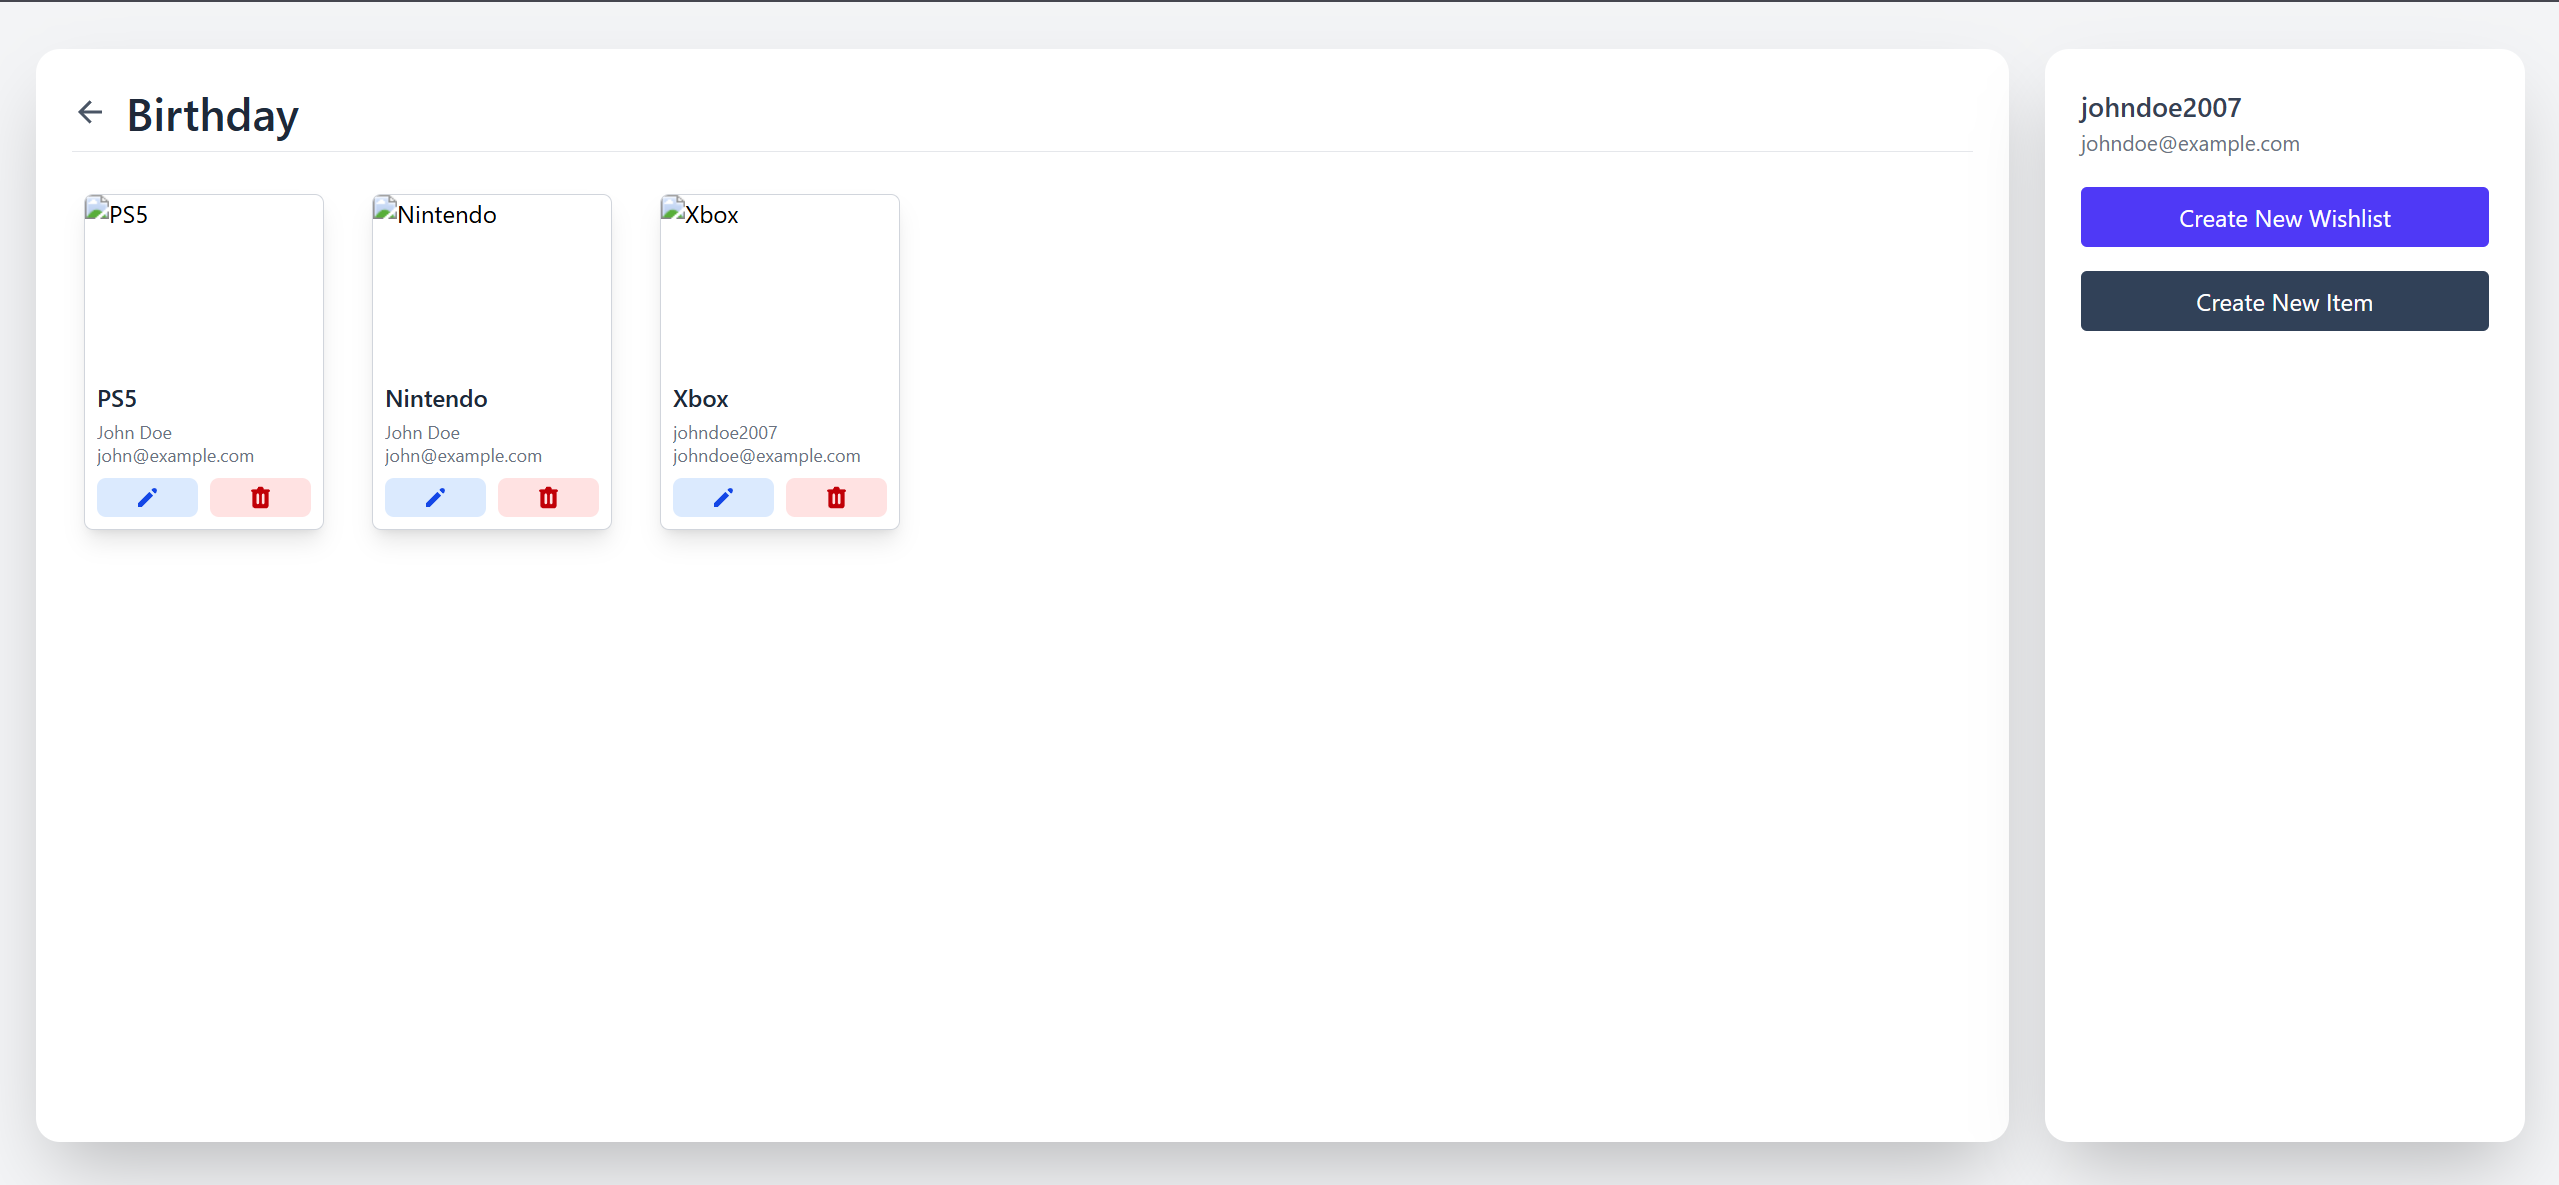 Birthday
PS5
PS5
John Doe
john@example.com
Nintendo
Nintendo
John Doe
john@example.com
Xbox
Xbox
johndoe2007
johndoe@example.com
johndoe2007
johndoe@example.com
Create New Wishlist
Create New Item